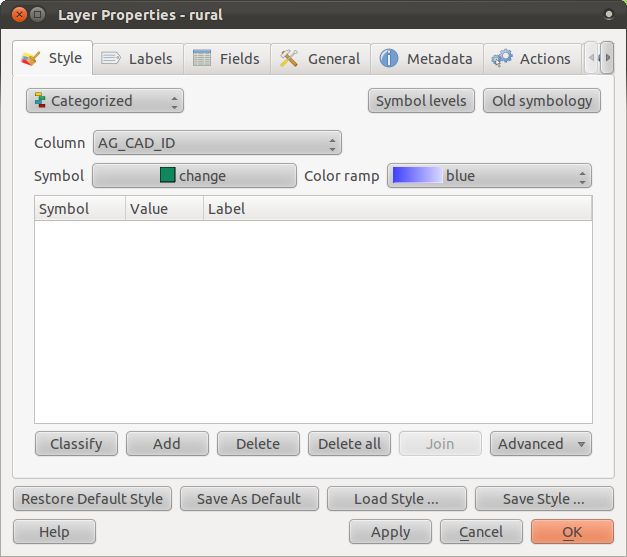 Layer Properties - rural
Style Labels Fields General Metadata Actions
Categorized Symbol levels Old symbology
Column AG_CAD_ID
Symbol change Color ramp blue
Symbol Value Label
Classify Add Delete Delete all Join Advanced
Restore Default Style Save As Default Load Style ... Save Style ...
Help Apply Cancel OK